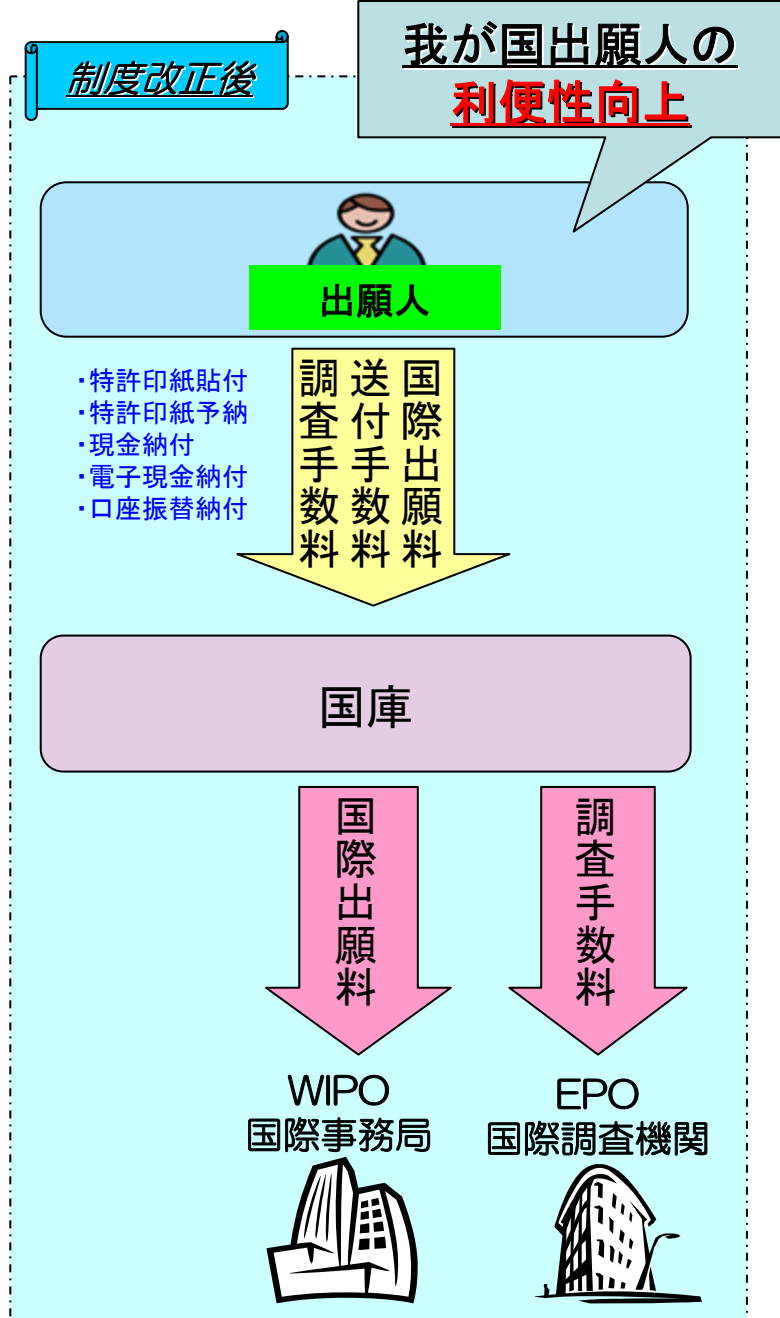 制度改正後
我が国出願人の
利便性向上
出願人
・特許印紙貼付
・特許印紙予納
・現金納付
・電子現金納付
・口座振替納付
国際出願料
送付手数料
調査手数料
国庫
国際出願料
調査手数料
WIPO
国際事務局
EPO
国際調査機関